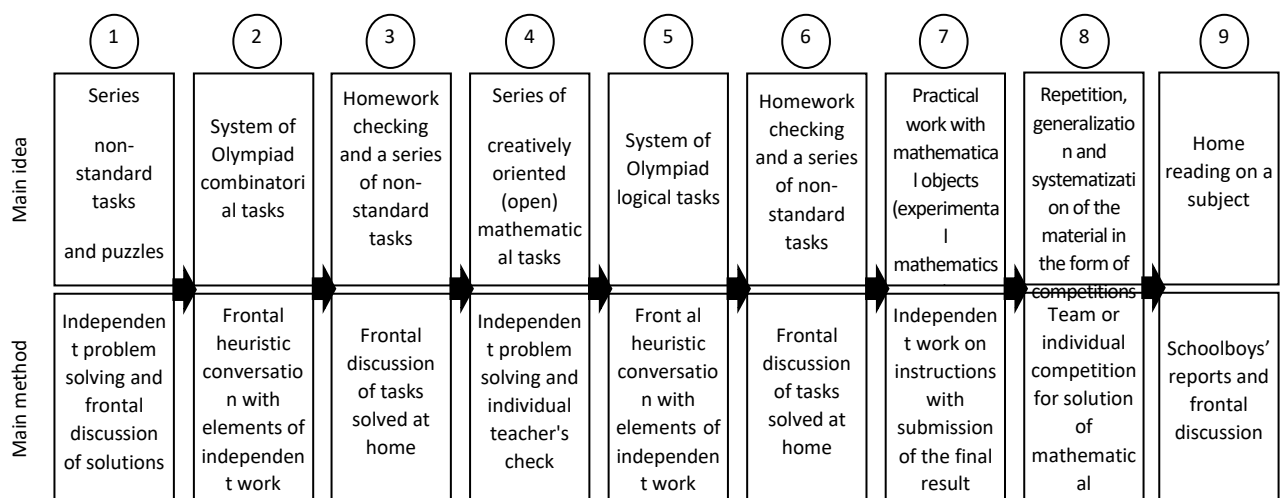 1
2
3
4
5
6
7
8
9
Main idea
Series
non-
standard
tasks
and puzzles
System of
Olympiad
combinatori
al tasks
Homework
checking
and a series
of non-
standard
tasks
Series of
creatively
oriented
(open)
mathematic
al tasks
System of
Olympiad
logical tasks
Homework
checking
and a series
of non-
standard
tasks
Practical
work with
mathematica
l objects
(experimenta
l
mathematics
Repetition,
generalizatio
n and
systematizati
on of the
material in
the form of
competitions
Home
reading on a
subject
Main method
Independen
t problem
solving and
frontal
discussion
of solutions
Frontal
heuristic
conversatio
n with
elements of
independen
t work
Frontal
discussion
of tasks
solved at
home
Independen
t problem
solving and
individual
teacher's
check
Front al
heuristic
conversatio
n with
elements of
independen
t work
Frontal
discussion
of tasks
solved at
home
Independen
t work on
instructions
with
submission
of the final
result
Team or
individual
competition
for solution
of
mathematic
al
Schoolboys’
reports and
frontal
discussion